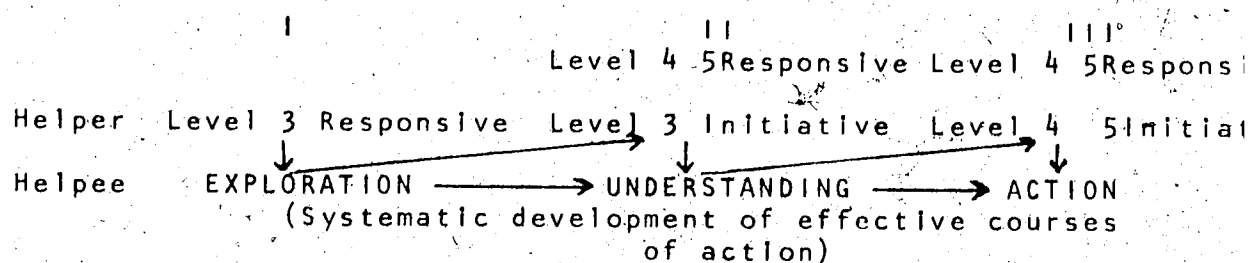 I II III
Level 4 5Responsive Level 4 5Responsi
Helper Level 3 Responsive Level 3 Initiative Level 4 5Initiat
Helpee EXPLORATION UNDERSTANDING ACTION
(Systematic development of effective courses
of action)